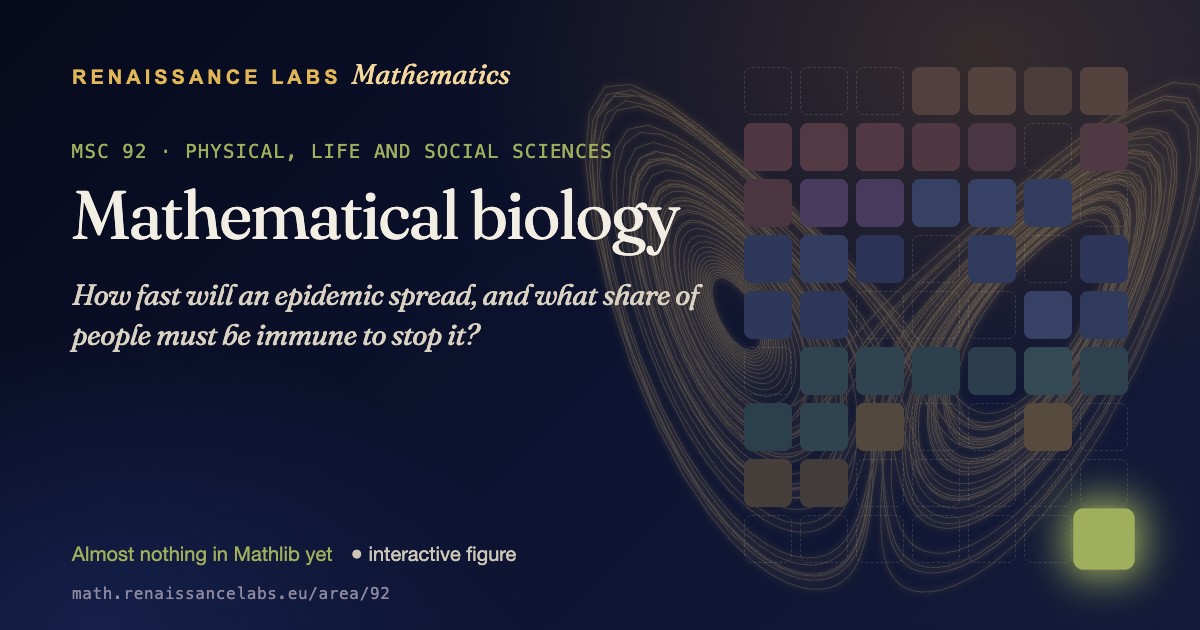 RENAISSANCE LABS Mathematics
MSC 92 · PHYSICAL, LIFE AND SOCIAL SCIENCES
Mathematical biology
How fast will an epidemic spread, and what share of
people must be immune to stop it?
Almost nothing in Mathlib yet • interactive figure
math.renaissancelabs.eu/area/92